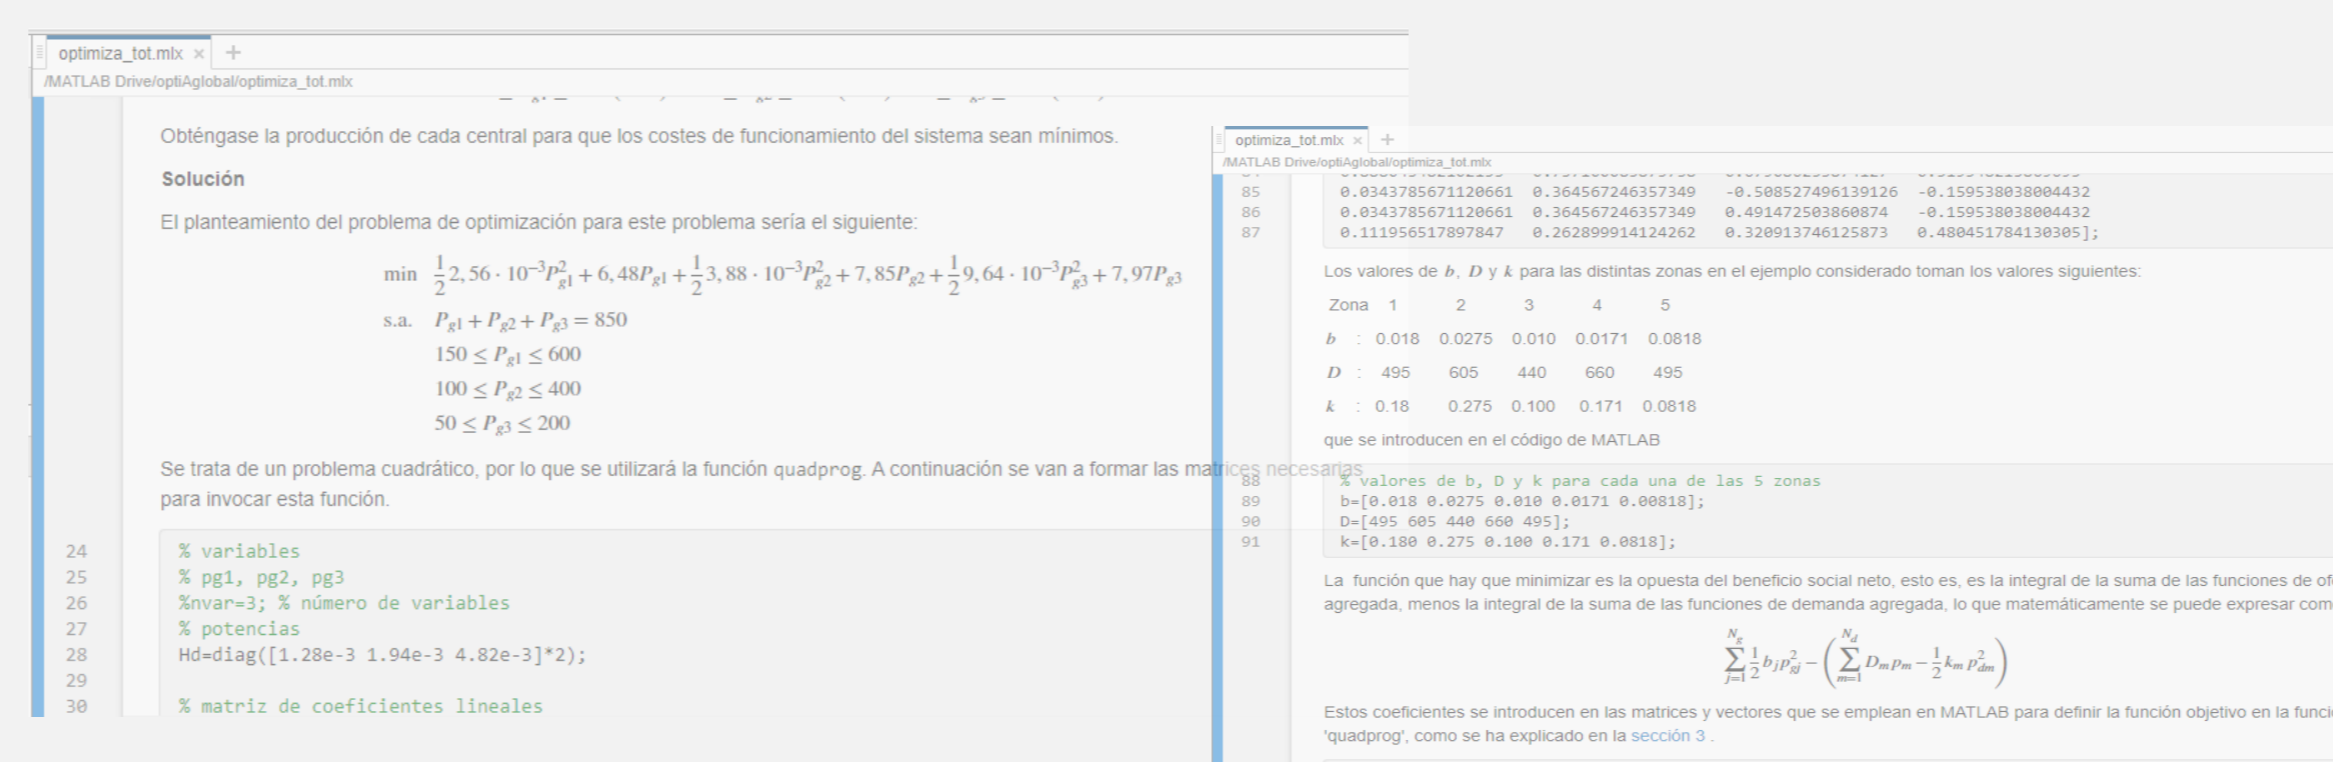 optimiza_tot.mlx × +
/MATLAB Drive/optiAglobal/optimiza_tot.mlx
Obténgase la producción de cada central para que los costes de funcionamiento del sistema sean mínimos.
Solución
El planteamiento del problema de optimización para este problema sería el siguiente:
min 1/2 2,56 · 10^−3 P_g1^2 + 6,48P_g1 + 1/2 3,88 · 10^−3 P_g2^2 + 7,85P_g2 + 1/2 9,64 · 10^−3 P_g3^2 + 7,97P_g3
s.a. P_g1 + P_g2 + P_g3 = 850
150 ≤ P_g1 ≤ 600
100 ≤ P_g2 ≤ 400
50 ≤ P_g3 ≤ 200
Se trata de un problema cuadrático, por lo que se utilizará la función quadprog. A continuación se van a formar las matrices necesarias
para invocar esta función.
24 % variables
25 % pg1, pg2, pg3
26 %nvar=3; % número de variables
27 % potencias
28 Hd=diag([1.28e-3 1.94e-3 4.82e-3]*2);
29
30 % matriz de coeficientes lineales
optimiza_tot.mlx × +
/MATLAB Drive/optiAglobal/optimiza_tot.mlx
85 0.0343785671120661 0.364567246357349 -0.508527496139126 -0.159538038004432
86 0.0343785671120661 0.364567246357349 0.491472503860874 -0.159538038004432
87 0.111956517897847 0.262899914124262 0.320913746125873 0.480451784130305];
Los valores de b, D y k para las distintas zonas en el ejemplo considerado toman los valores siguientes:
Zona 1 2 3 4 5
b : 0.018 0.0275 0.010 0.0171 0.0818
D : 495 605 440 660 495
k : 0.18 0.275 0.100 0.171 0.0818
que se introducen en el código de MATLAB
88 % valores de b, D y k para cada una de las 5 zonas
89 b=[0.018 0.0275 0.010 0.0171 0.00818];
90 D=[495 605 440 660 495];
91 k=[0.180 0.275 0.100 0.171 0.0818];
La función que hay que minimizar es la opuesta del beneficio social neto, esto es, es la integral de la suma de las funciones de
agregada, menos la integral de la suma de las funciones de demanda agregada, lo que matemáticamente se puede expresar
∑_{j=1}^{N_g} 1/2 b_j p_gj^2 − (∑_{m=1}^{N_d} D_m p_m − 1/2 k_m p_dm^2)
Estos coeficientes se introducen en las matrices y vectores que se emplean en MATLAB para definir la función objetivo en la
'quadprog', como se ha explicado en la sección 3 .